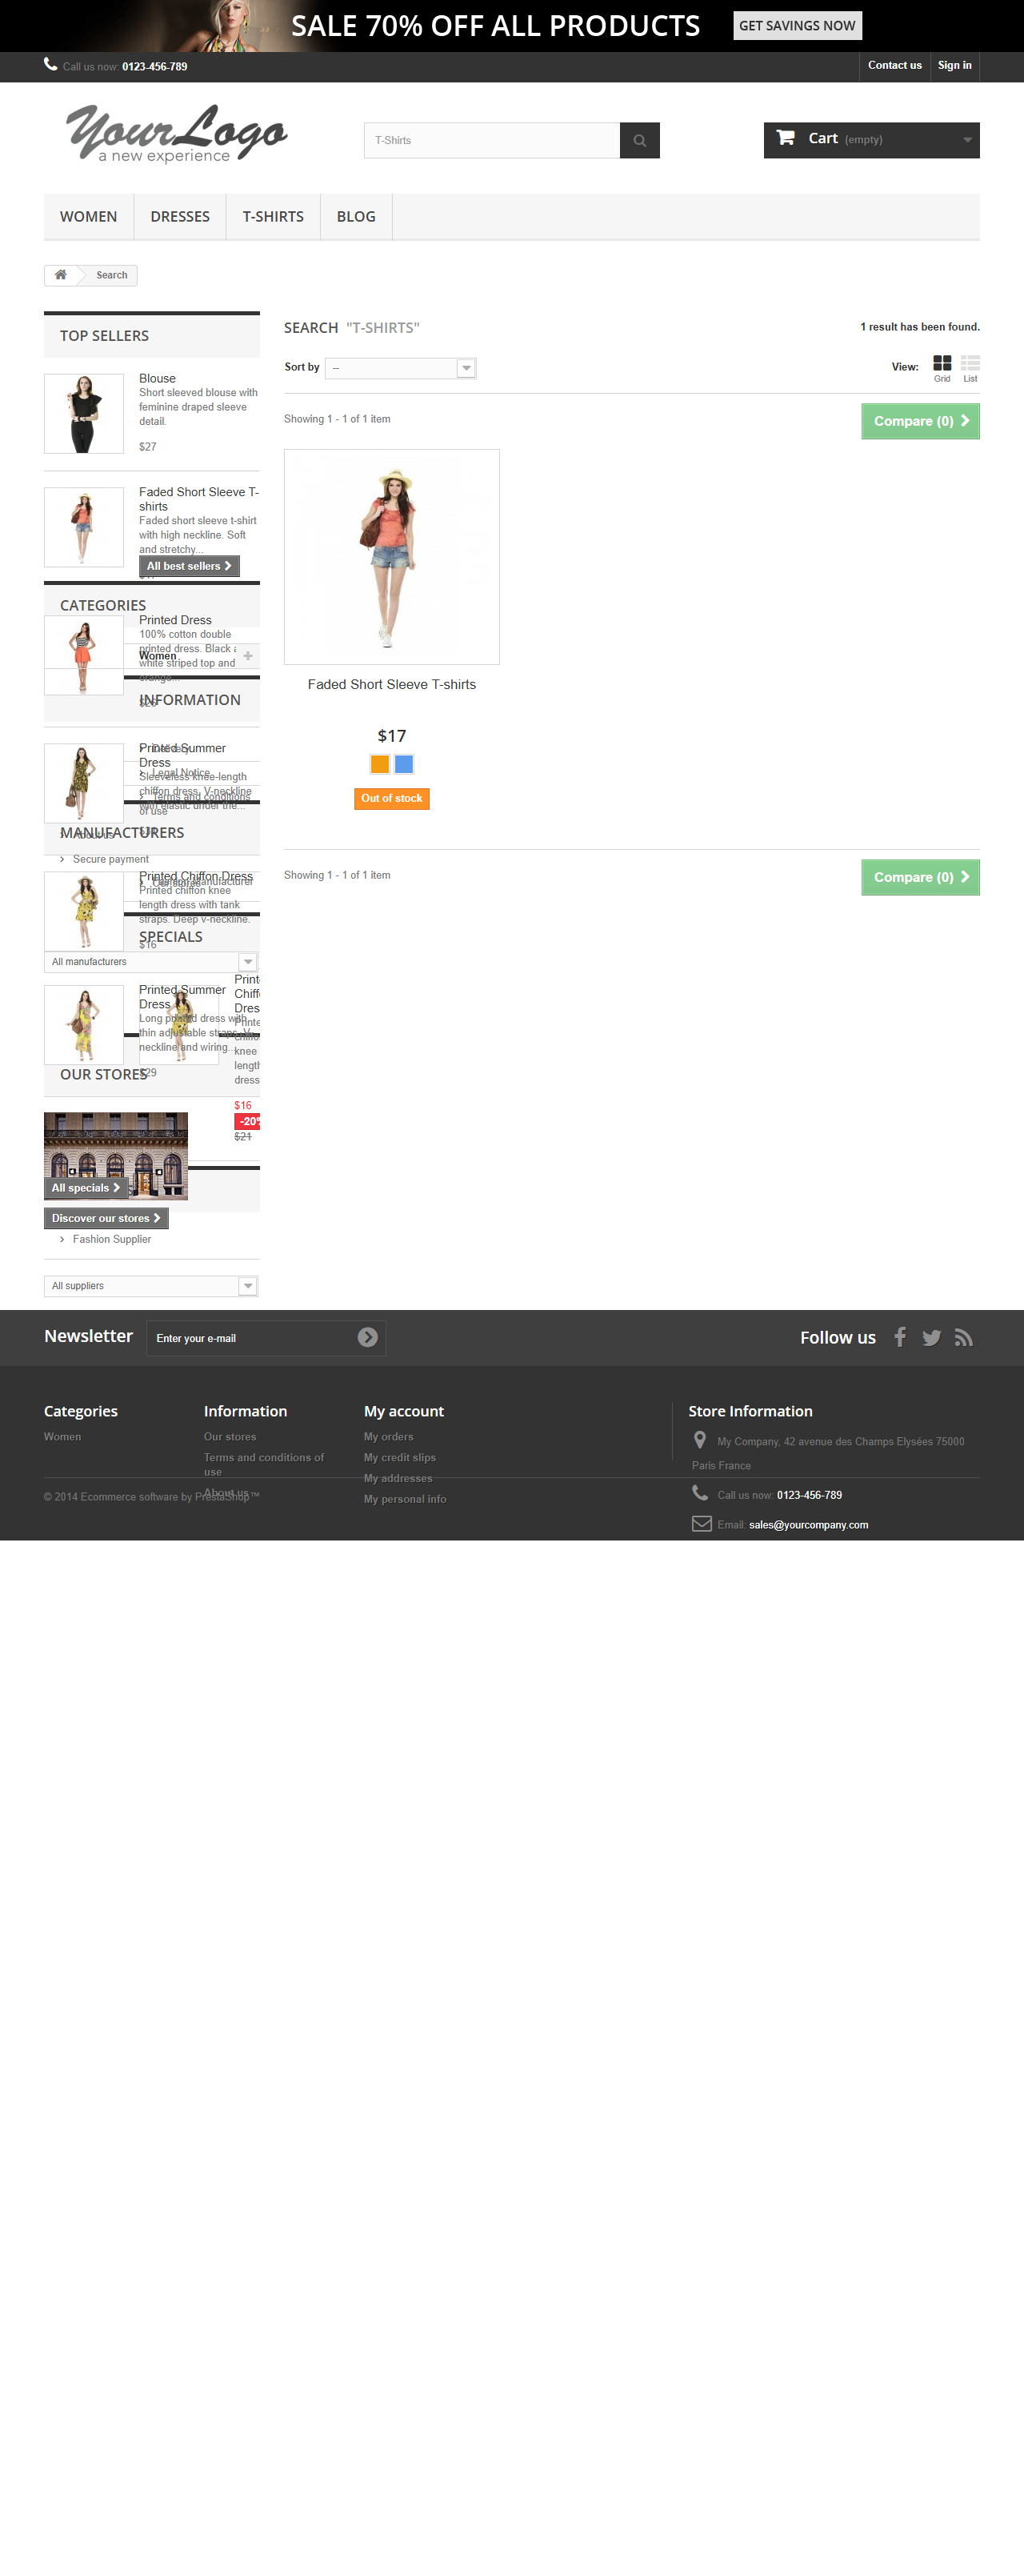 SALE 70% OFF ALL PRODUCTS
GET SAVINGS NOW
Call us now: 0123-456-789
Contact us
Sign in
YourLogo
a new experience
T-Shirts
Cart (empty)
WOMEN
DRESSES
T-SHIRTS
BLOG
Search
TOP SELLERS
Blouse
Short sleeved blouse with
feminine draped sleeve
detail.
$27
Faded Short Sleeve T-
shirts
Faded short sleeve t-shirt
with high neckline. Soft
and stretchy...
All best sellers
CATEGORIES
Printed Dress
100% cotton double
printed dress. Black
white striped top and
orange...
Women
INFORMATION
Printed Summer
Dress
Delivery
Legal Notice
Sleeveless knee-length
chiffon dress. V-neckline
with elastic under the...
Terms and conditions
of use
MANUFACTURERS
About us
Secure payment
Printed Chiffon Dress
Our stores
Fashion Manufacturer
Printed chiffon knee
length dress with tank
straps. Deep v-neckline.
$16
SPECIALS
All manufacturers
Printed Summer
Dress
Long printed dress with
thin adjustable straps. V-
neckline and wiring...
$29
Print
Chiff
Dres
Printe
chiffo
knee
length
dress
$16
-20%
$21
OUR STORES
All specials
Discover our stores
Fashion Supplier
All suppliers
SEARCH "T-SHIRTS"
1 result has been found.
Sort by
--
View:
Grid
List
Showing 1 - 1 of 1 item
Compare (0)
Faded Short Sleeve T-shirts
$17
Out of stock
Showing 1 - 1 of 1 item
Compare (0)
Newsletter
Enter your e-mail
Follow us
Categories
Women
Information
Our stores
Terms and conditions of
use
About us
My account
My orders
My credit slips
My addresses
My personal info
Store Information
My Company, 42 avenue des Champs Elysées 75000
Paris France
Call us now: 0123-456-789
Email: sales@yourcompany.com
© 2014 Ecommerce software by PrestaShop™